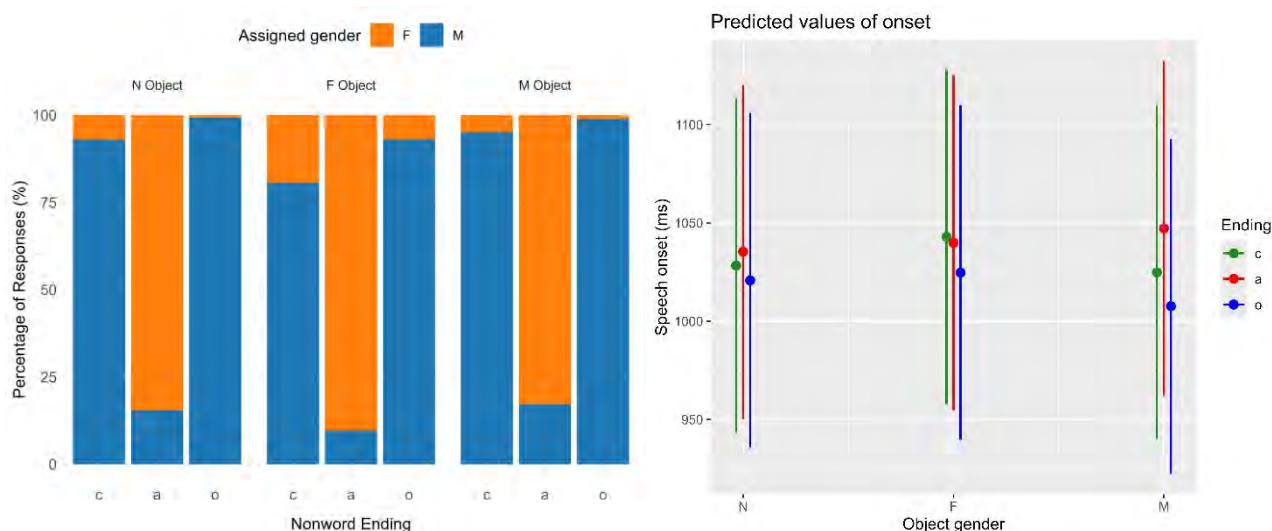 Assigned gender F M
N Object F Object M Object
100
75
50
25
0
Percentage of Responses (%)
c a o c a o c a o
Nonword Ending
Predicted values of onset
1100
1050
1000
950
Speech onset (ms)
N F M
Object gender
Ending
c
a
o